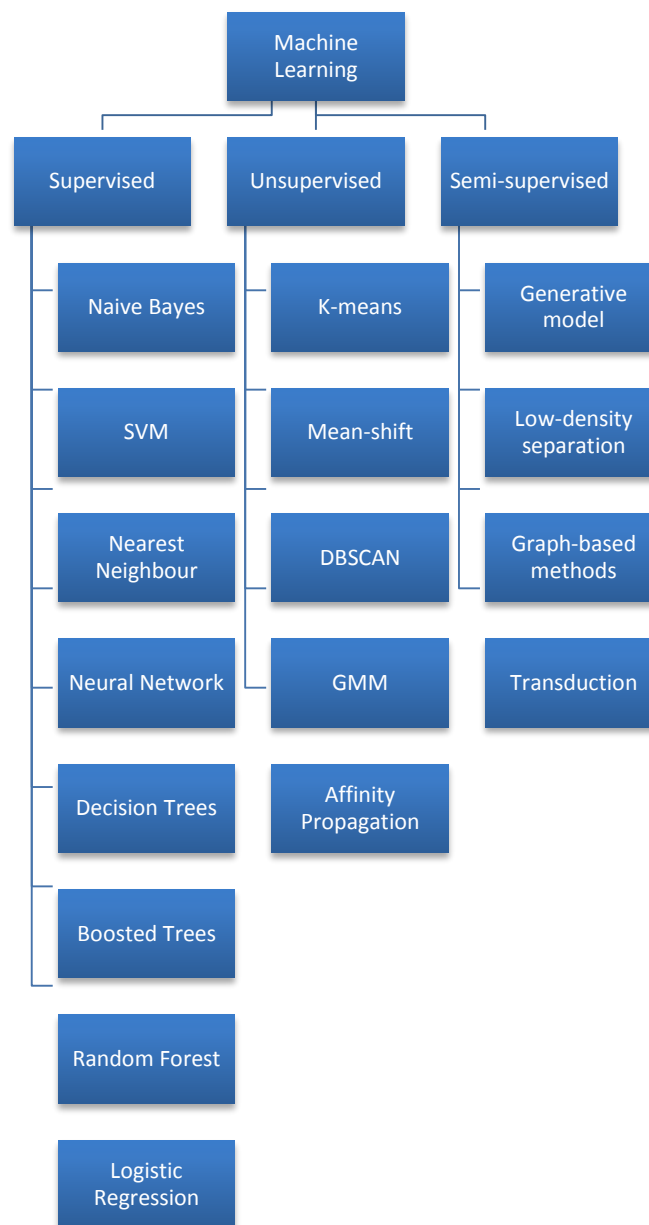 Machine
Learning
Supervised
Unsupervised
Semi-supervised
Naive Bayes
K-means
Generative
model
SVM
Mean-shift
Low-density
separation
Nearest
Neighbour
DBSCAN
Graph-based
methods
Neural Network
GMM
Transduction
Decision Trees
Affinity
Propagation
Boosted Trees
Random Forest
Logistic
Regression